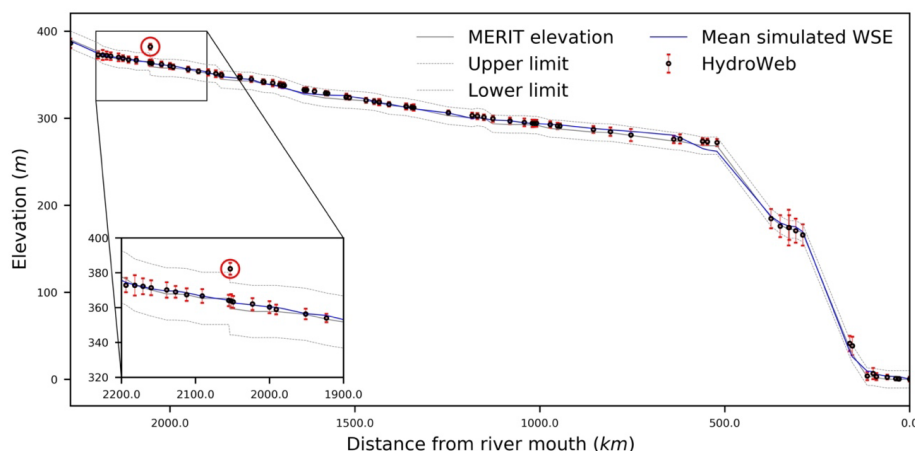 400
300
200
100
0
Elevation (m)
MERIT elevation
Upper limit
Lower limit
Mean simulated WSE
HydroWeb
400
380
360
340
320
2200.0 2100.0 2000.0 1900.0
2000.0 1500.0 1000.0 500.0 0.0
Distance from river mouth (km)